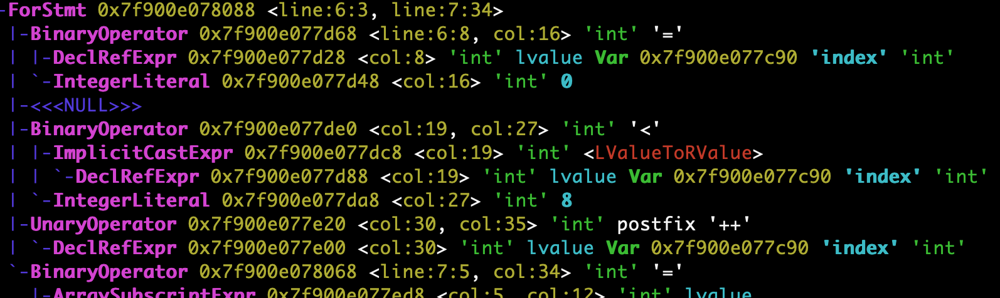 -ForStmt 0x7f900e078088 <line:6:3, line:7:34>
|-BinaryOperator 0x7f900e077d68 <line:6:8, col:16> 'int' '='
| |-DeclRefExpr 0x7f900e077d28 <col:8> 'int' lvalue Var 0x7f900e077c90 'index' 'int'
| `-IntegerLiteral 0x7f900e077d48 <col:16> 'int' 0
|-<<<NULL>>>
|-BinaryOperator 0x7f900e077de0 <col:19, col:27> 'int' '<'
| |-ImplicitCastExpr 0x7f900e077dc8 <col:19> 'int' <LValueToRValue>
| | `-DeclRefExpr 0x7f900e077d88 <col:19> 'int' lvalue Var 0x7f900e077c90 'index' 'int'
| `-IntegerLiteral 0x7f900e077da8 <col:27> 'int' 8
|-UnaryOperator 0x7f900e077e20 <col:30, col:35> 'int' postfix '++'
| `-DeclRefExpr 0x7f900e077e00 <col:30> 'int' lvalue Var 0x7f900e077c90 'index' 'int'
`-BinaryOperator 0x7f900e078068 <line:7:5, col:34> 'int' '='
|-ArraySubscriptExpr 0x7f900e077ed8 <col:5, col:12> 'int' lvalue